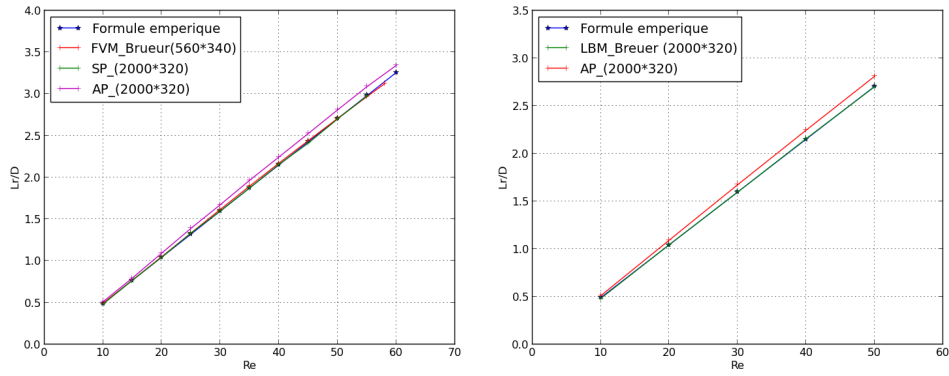 4.0
3.5
3.0
2.5
2.0
1.5
1.0
0.5
0.0
Lr/D
0 10 20 30 40 50 60 70
Re
Formule emperique
FVM_Brueur(560*340)
SP_(2000*320)
AP_(2000*320)
3.5
3.0
2.5
2.0
1.5
1.0
0.5
0.0
Lr/D
0 10 20 30 40 50 60
Re
Formule emperique
LBM_Breuer (2000*320)
AP_(2000*320)